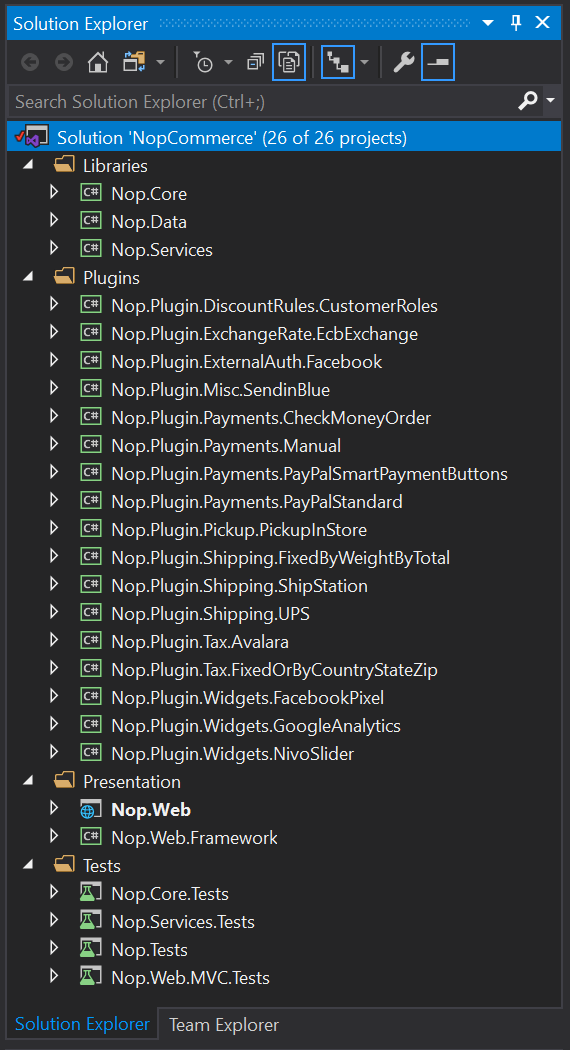 Solution Explorer
Search Solution Explorer (Ctrl+;)
Solution 'NopCommerce' (26 of 26 projects)
Libraries
C# Nop.Core
C# Nop.Data
C# Nop.Services
Plugins
C# Nop.Plugin.DiscountRules.CustomerRoles
C# Nop.Plugin.ExchangeRate.EcbExchange
C# Nop.Plugin.ExternalAuth.Facebook
C# Nop.Plugin.Misc.SendinBlue
C# Nop.Plugin.Payments.CheckMoneyOrder
C# Nop.Plugin.Payments.Manual
C# Nop.Plugin.Payments.PayPalSmartPaymentButtons
C# Nop.Plugin.Payments.PayPalStandard
C# Nop.Plugin.Pickup.PickupInStore
C# Nop.Plugin.Shipping.FixedByWeightByTotal
C# Nop.Plugin.Shipping.ShipStation
C# Nop.Plugin.Shipping.UPS
C# Nop.Plugin.Tax.Avalara
C# Nop.Plugin.Tax.FixedOrByCountryStateZip
C# Nop.Plugin.Widgets.FacebookPixel
C# Nop.Plugin.Widgets.GoogleAnalytics
C# Nop.Plugin.Widgets.NivoSlider
Presentation
Nop.Web
C# Nop.Web.Framework
Tests
Nop.Core.Tests
Nop.Services.Tests
Nop.Tests
Nop.Web.MVC.Tests
Solution Explorer Team Explorer